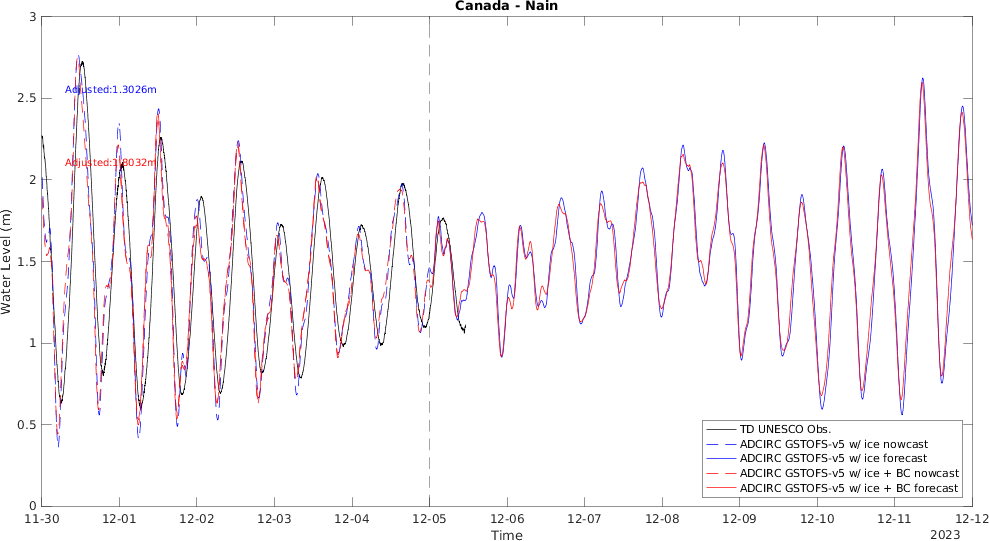 Canada - Nain
3
2.5
2
1.5
1
0.5
0
Water Level (m)
Adjusted:1.3026m
Adjusted:1.3032m
TD UNESCO Obs.
ADCIRC GSTOFS-v5 w/ ice nowcast
ADCIRC GSTOFS-v5 w/ ice forecast
ADCIRC GSTOFS-v5 w/ ice + BC nowcast
ADCIRC GSTOFS-v5 w/ ice + BC forecast
11-30 12-01 12-02 12-03 12-04 12-05 12-06 12-07 12-08 12-09 12-10 12-11 12-12
Time
2023